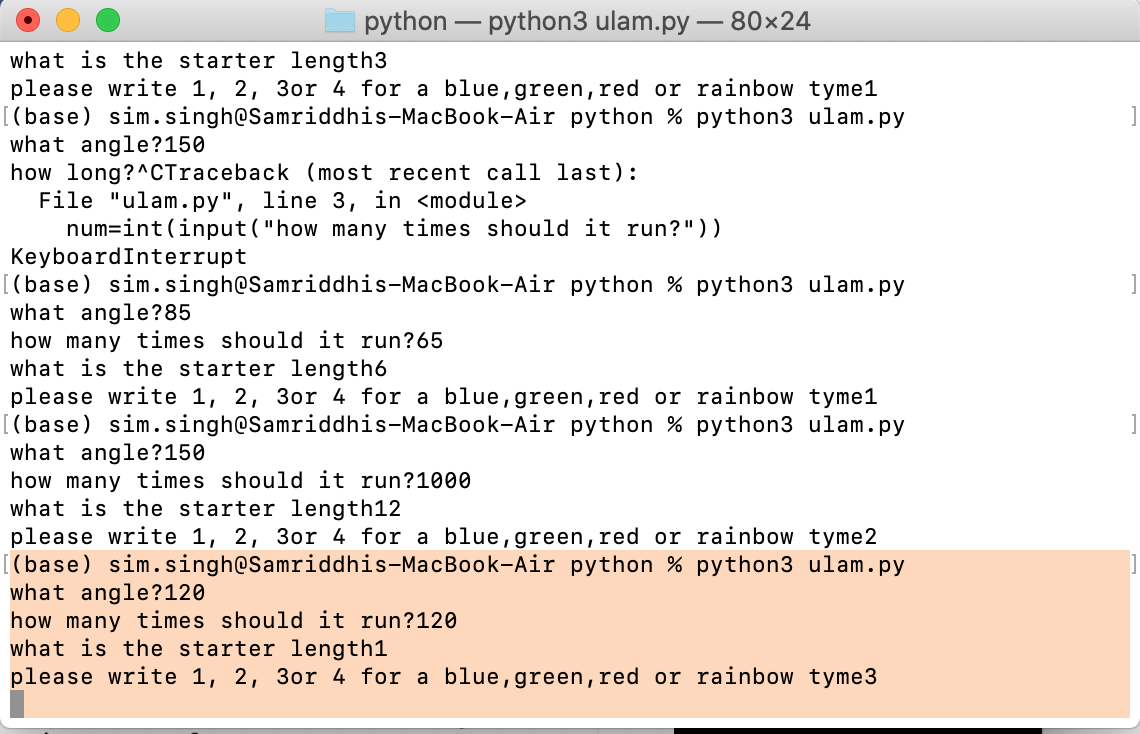 python — python3 ulam.py — 80×24
what is the starter length3
please write 1, 2, 3or 4 for a blue,green,red or rainbow tyme1
[(base) sim.singh@Samriddhis-MacBook-Air python % python3 ulam.py ]
what angle?150
how long?^CTraceback (most recent call last):
  File "ulam.py", line 3, in <module>
    num=int(input("how many times should it run?"))
KeyboardInterrupt
[(base) sim.singh@Samriddhis-MacBook-Air python % python3 ulam.py ]
what angle?85
how many times should it run?65
what is the starter length6
please write 1, 2, 3or 4 for a blue,green,red or rainbow tyme1
[(base) sim.singh@Samriddhis-MacBook-Air python % python3 ulam.py ]
what angle?150
how many times should it run?1000
what is the starter length12
please write 1, 2, 3or 4 for a blue,green,red or rainbow tyme2
[(base) sim.singh@Samriddhis-MacBook-Air python % python3 ulam.py ]
what angle?120
how many times should it run?120
what is the starter length1
please write 1, 2, 3or 4 for a blue,green,red or rainbow tyme3